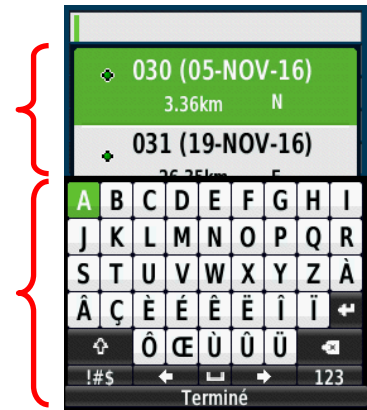 030 (05-NOV-16)
3.36km N
031 (19-NOV-16)
A B C D E F G H I
J K L M N O P Q R
S T U V W X Y Z À
Â Ç È É Ê Ë Î Ï
Ô Œ Ù Û Ü
!#$ 123
Terminé